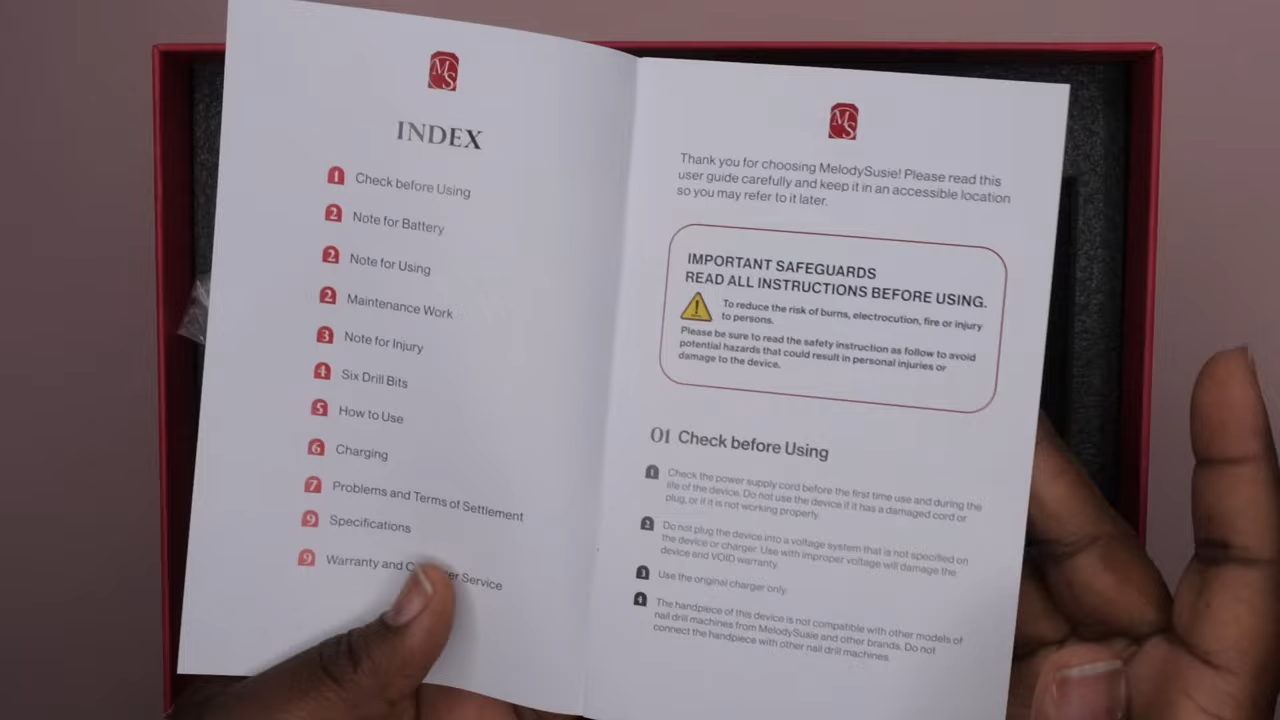 MS
INDEX
1 Check before Using
2 Note for Battery
2 Note for Using
2 Maintenance Work
3 Note for Injury
4 Six Drill Bits
5 How to Use
6 Charging
7 Problems and Terms of Settlement
9 Specifications
9 Warranty and Service
MS
Thank you for choosing MelodySusie! Please read this
user guide carefully and keep it in an accessible location
so you may refer to it later.
IMPORTANT SAFEGUARDS
READ ALL INSTRUCTIONS BEFORE USING.
To reduce the risk of burns, electrocution, fire or injury
to persons.
Please be sure to read the safety instruction as follow to avoid
potential hazards that could result in personal injuries or
damage to the device.
01 Check before Using
1 Check the power supply cord before the first time use and during the
life of the device. Do not use the device if it has a damaged cord or
plug, or if it is not working properly.
2 Do not plug the device into a voltage system that is not specified on
the device or charger. Use with improper voltage will damage the
device and VOID warranty.
3 Use the original charger only.
4 The handpiece of this device is not compatible with other models of
nail drill machines from MelodySusie and other brands. Do not
connect the handpiece with other nail drill machines.